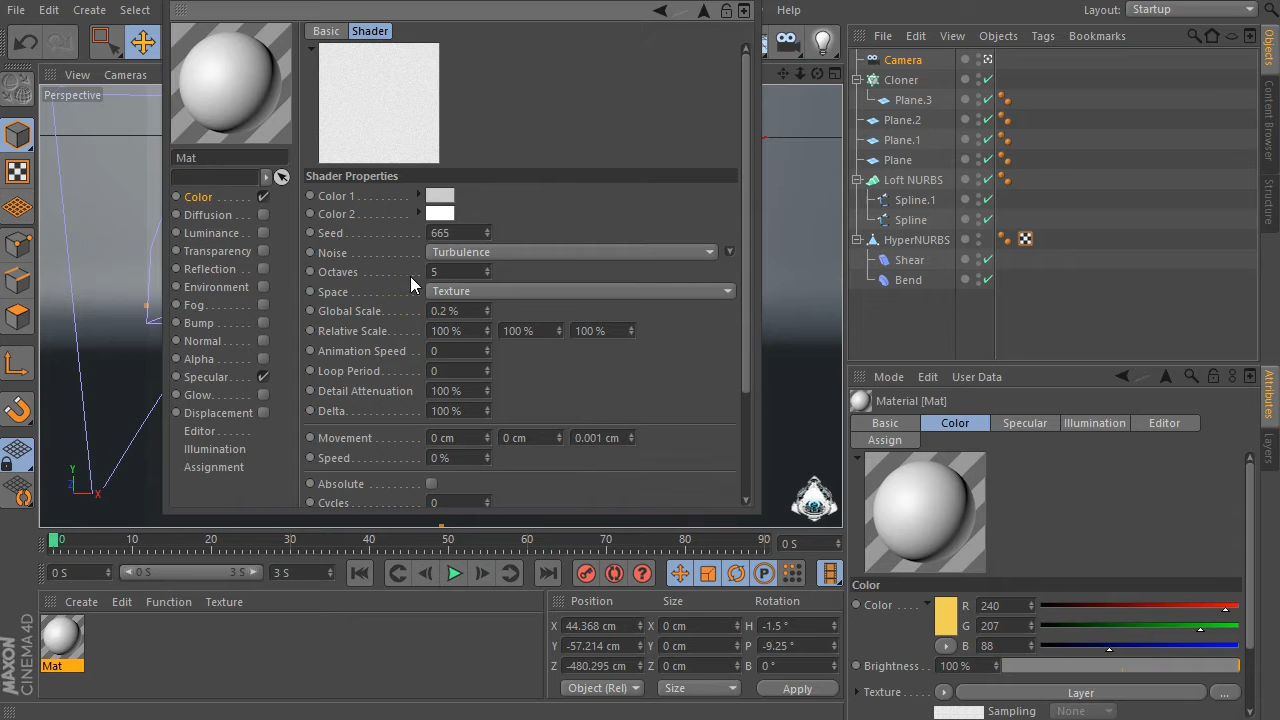 File Edit Create Select Help Layout: Startup
View Cameras
Perspective
Basic Shader
Mat
Color
Diffusion
Luminance
Transparency
Reflection
Environment
Fog
Bump
Normal
Alpha
Specular
Glow
Displacement
Editor
Illumination
Assignment
Shader Properties
Color 1
Color 2
Seed 665
Noise Turbulence
Octaves 5
Space Texture
Global Scale 0.2 %
Relative Scale 100 % 100 % 100 %
Animation Speed 0
Loop Period 0
Detail Attenuation 100 %
Delta 100 %
Movement 0 cm 0 cm 0.001 cm
Speed 0 %
Absolute
Cycles 0
File Edit View Objects Tags Bookmarks
Camera
Cloner
Plane.3
Plane.2
Plane.1
Plane
Loft NURBS
Spline.1
Spline
HyperNURBS
Shear
Bend
Objects
Content Browser
Structure
Mode Edit User Data
Material [Mat]
Basic Color Specular Illumination Editor
Assign
Attributes
Layers
Color
Color R 240
G 207
B 88
Brightness 100 %
Texture Layer ...
Sampling None
Y
Z X
0 10 20 30 40 50 60 70 80 90 0 S
0 S 0 S 3 S 3 S
Create Edit Function Texture
Mat
MAXON
CINEMA 4D
Position Size Rotation
X 44.368 cm X 0 cm H -1.5 °
Y -57.214 cm Y 0 cm P -9.25 °
Z -480.295 cm Z 0 cm B 0 °
Object (Rel) Size Apply